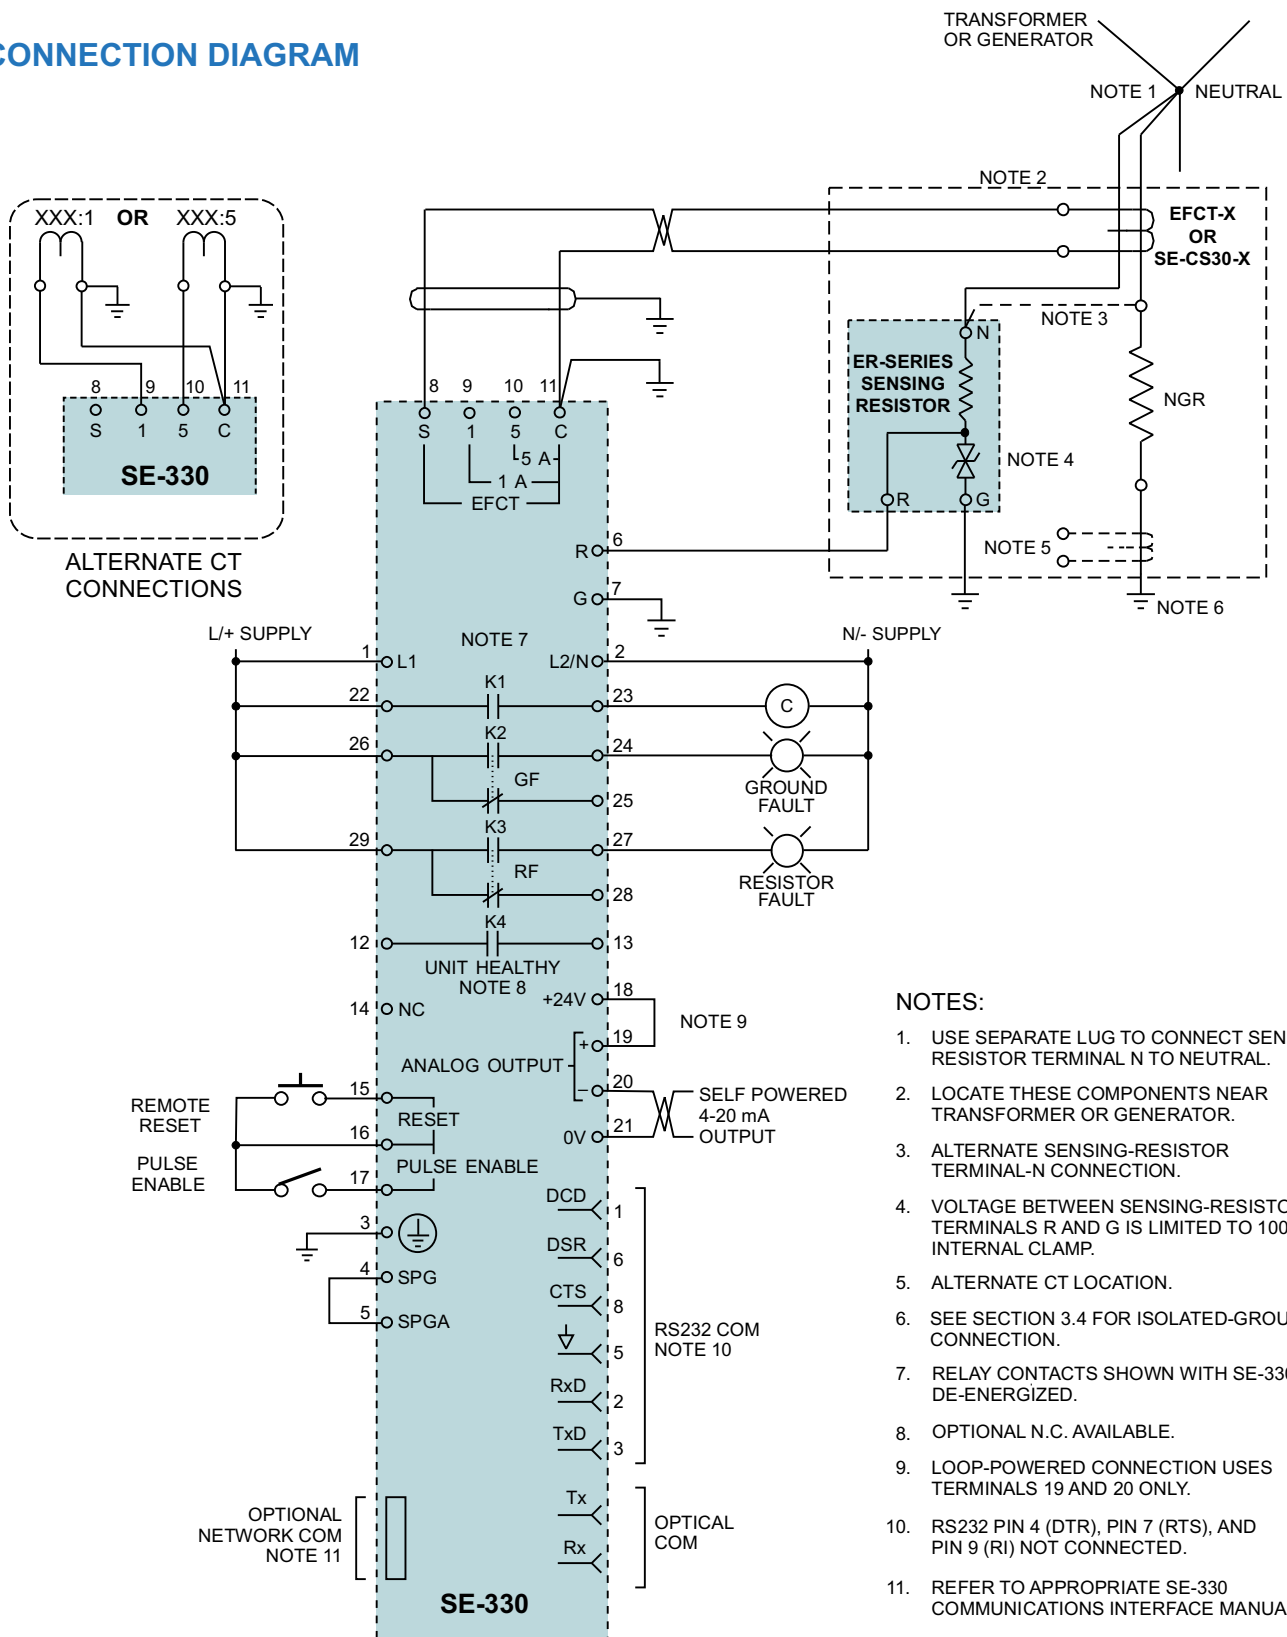 CONNECTION DIAGRAM
TRANSFORMER
OR GENERATOR
NOTE 1
NEUTRAL
NOTE 2
EFCT-X
OR
SE-CS30-X
XXX:1 OR XXX:5
8 9 10 11
S 1 5 C
SE-330
ALTERNATE CT
CONNECTIONS
NOTE 3
N
ER-SERIES
SENSING
RESISTOR
NGR
NOTE 4
R
G
NOTE 5
NOTE 6
8 9 10 11
S 1 5 C
5 A
1 A
EFCT
R 6
G 7
L/+ SUPPLY
NOTE 7
N/- SUPPLY
1 L1
L2/N 2
22 K1 23
C
26 K2 24
GF
GROUND
FAULT
25
29 K3 27
RF
RESISTOR
FAULT
28
12 K4 13
UNIT HEALTHY
NOTE 8
14 NC
+24V 18
NOTE 9
+ 19
ANALOG OUTPUT
– 20
SELF POWERED
4-20 mA
OUTPUT
0V 21
REMOTE
RESET
15
RESET
16
PULSE
ENABLE
17
PULSE ENABLE
3
4 SPG
5 SPGA
DCD 1
DSR 6
CTS 8
5
RxD 2
TxD 3
RS232 COM
NOTE 10
Tx
Rx
OPTICAL
COM
OPTIONAL
NETWORK COM
NOTE 11
SE-330
NOTES:
1. USE SEPARATE LUG TO CONNECT SEN
RESISTOR TERMINAL N TO NEUTRAL.
2. LOCATE THESE COMPONENTS NEAR
TRANSFORMER OR GENERATOR.
3. ALTERNATE SENSING-RESISTOR
TERMINAL-N CONNECTION.
4. VOLTAGE BETWEEN SENSING-RESISTO
TERMINALS R AND G IS LIMITED TO 100
INTERNAL CLAMP.
5. ALTERNATE CT LOCATION.
6. SEE SECTION 3.4 FOR ISOLATED-GROU
CONNECTION.
7. RELAY CONTACTS SHOWN WITH SE-330
DE-ENERGIZED.
8. OPTIONAL N.C. AVAILABLE.
9. LOOP-POWERED CONNECTION USES
TERMINALS 19 AND 20 ONLY.
10. RS232 PIN 4 (DTR), PIN 7 (RTS), AND
PIN 9 (RI) NOT CONNECTED.
11. REFER TO APPROPRIATE SE-330
COMMUNICATIONS INTERFACE MANUA